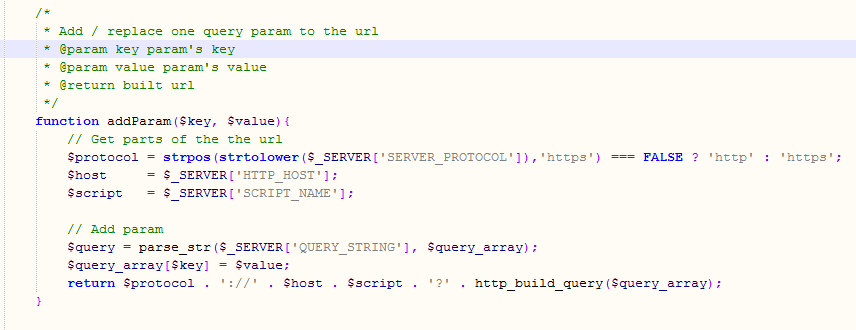 /*
 * Add / replace one query param to the url
 * @param key param's key
 * @param value param's value
 * @return built url
 */
function addParam($key, $value){
    // Get parts of the the url
    $protocol = strpos(strtolower($_SERVER['SERVER_PROTOCOL']),'https') === FALSE ? 'http' : 'https';
    $host     = $_SERVER['HTTP_HOST'];
    $script   = $_SERVER['SCRIPT_NAME'];

    // Add param
    $query = parse_str($_SERVER['QUERY_STRING'], $query_array);
    $query_array[$key] = $value;
    return $protocol . '://' . $host . $script . '?' . http_build_query($query_array);
}